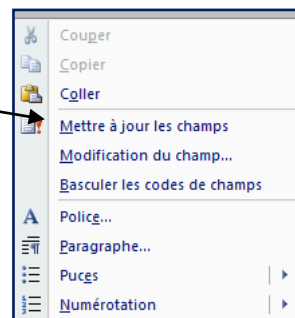 Couper
Copier
Coller
Mettre à jour les champs
Modification du champ...
Basculer les codes de champs
Police...
Paragraphe...
Puces
Numérotation